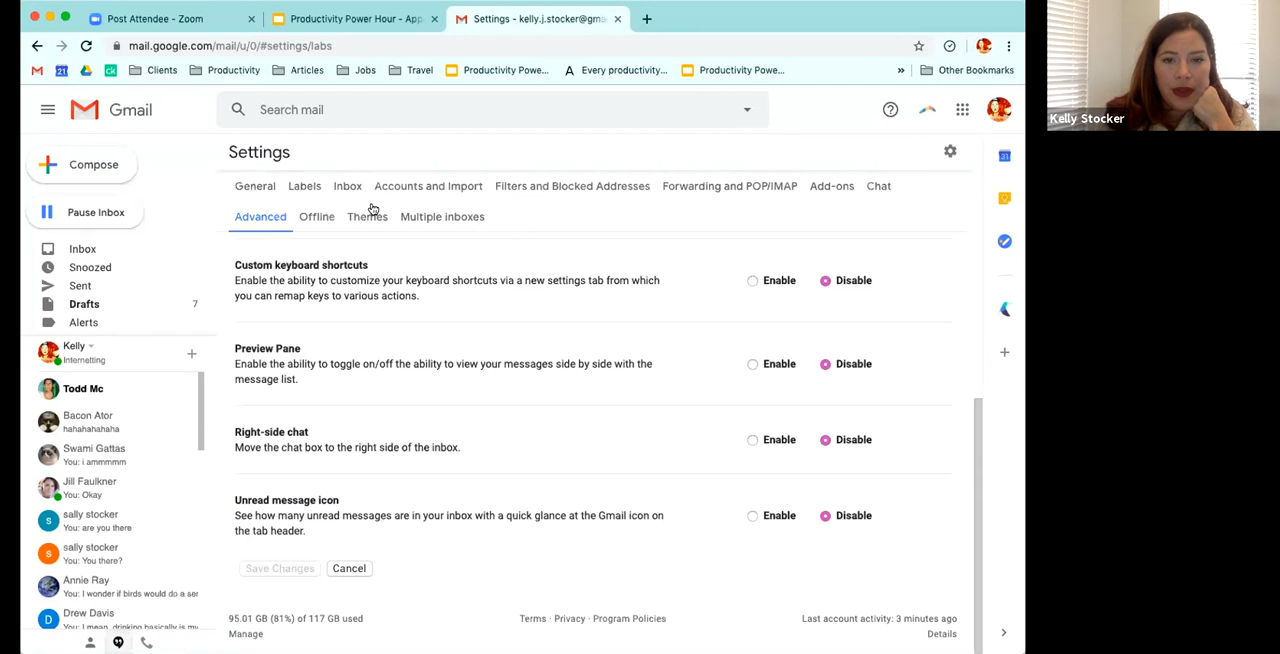 Post Attendee - Zoom
Productivity Power Hour - App
Settings - kelly.j.stocker@gma
mail.google.com/mail/u/0/#settings/labs
Clients
Productivity
Articles
Jobs
Travel
Productivity Powe...
Every productivity...
Productivity Powe...
Other Bookmarks
Gmail
Search mail
Kelly Stocker
Compose
Pause Inbox
Inbox
Snoozed
Sent
Drafts 7
Alerts
Kelly
Internetting
Todd Mc
Bacon Ator
hahahahahaha
Swami Gattas
You: i ammmmm
Jill Faulkner
You: Okay
S sally stocker
You: are you there
S sally stocker
You: You there?
Annie Ray
You: I wonder if birds would do a ser
D Drew Davis
You: I mean, drinking basically is m
Settings
General Labels Inbox Accounts and Import Filters and Blocked Addresses Forwarding and POP/IMAP Add-ons Chat
Advanced Offline Themes Multiple inboxes
Custom keyboard shortcuts
Enable the ability to customize your keyboard shortcuts via a new settings tab from which
you can remap keys to various actions.
Enable Disable
Preview Pane
Enable the ability to toggle on/off the ability to view your messages side by side with the
message list.
Enable Disable
Right-side chat
Move the chat box to the right side of the inbox.
Enable Disable
Unread message icon
See how many unread messages are in your inbox with a quick glance at the Gmail icon on
the tab header.
Enable Disable
Save Changes Cancel
95.01 GB (81%) of 117 GB used
Manage
Terms · Privacy · Program Policies
Last account activity: 3 minutes ago
Details